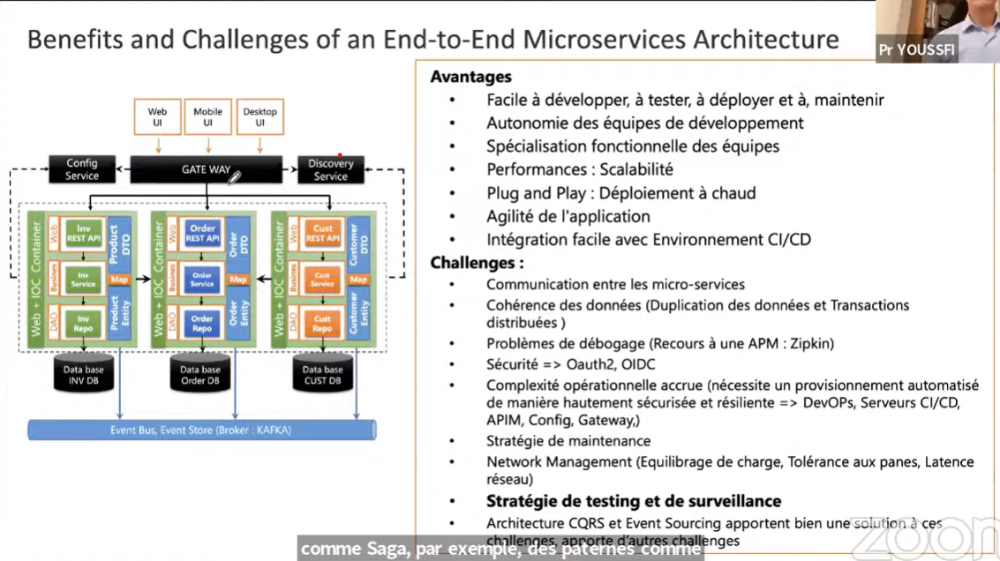 Benefits and Challenges of an End-to-End Microservices Architecture
Pr YOUSSFI
Web
UI
Mobile
UI
Desktop
UI
Config
Service
GATE WAY
Discovery
Service
Web + IOC Container
Web
Inv
REST API
Product
DTO
Busines
Inv
Service
Map
DAO
Inv
Repo
Product
Entity
Web + IOC Container
Web
Order
REST API
Order
DTO
Busines
Order
Service
Map
DAO
Order
Repo
Order
Entity
Web + IOC Container
Web
Cust
REST API
Customer
DTO
Busines
Cust
Service
Map
DAO
Cust
Repo
Customer
Entity
Data base
INV DB
Data base
Order DB
Data base
CUST DB
Event Bus, Event Store (Broker : KAFKA)
Avantages
• Facile à développer, à tester, à déployer et à, maintenir
• Autonomie des équipes de développement
• Spécialisation fonctionnelle des équipes
• Performances : Scalabilité
• Plug and Play : Déploiement à chaud
• Agilité de l'application
• Intégration facile avec Environnement CI/CD
Challenges :
• Communication entre les micro-services
• Cohérence des données (Duplication des données et Transactions
distribuées )
• Problèmes de débogage (Recours à une APM : Zipkin)
• Sécurité => Oauth2, OIDC
• Complexité opérationnelle accrue (nécessite un provisionnement automatisé
de manière hautement sécurisée et résiliente => DevOPs, Serveurs CI/CD,
APIM, Config, Gateway,)
• Stratégie de maintenance
• Network Management (Equilibrage de charge, Tolérance aux panes, Latence
réseau)
• Stratégie de testing et de surveillance
• Architecture CQRS et Event Sourcing apportent bien une solution à ces
challenges, apporte d'autres challenges
zoom
comme Saga, par exemple, des paternes comme